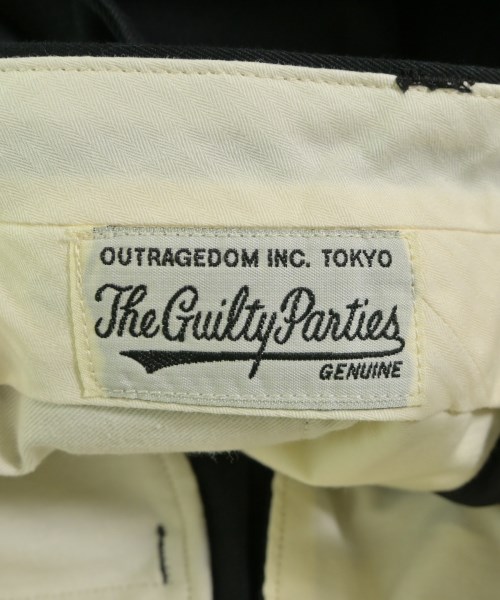 OUTRAGEDOM INC. TOKYO
The Guilty Parties
GENUINE